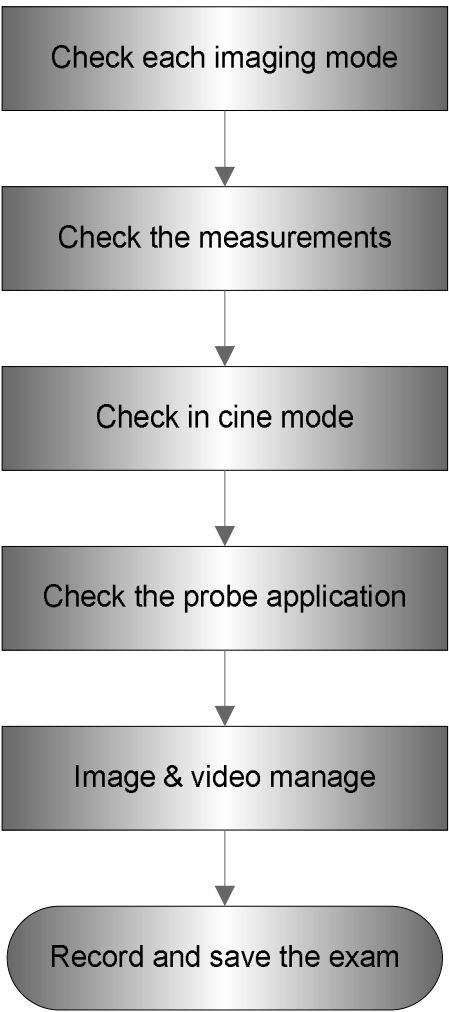 Check each imaging mode
Check the measurements
Check in cine mode
Check the probe application
Image & video manage
Record and save the exam